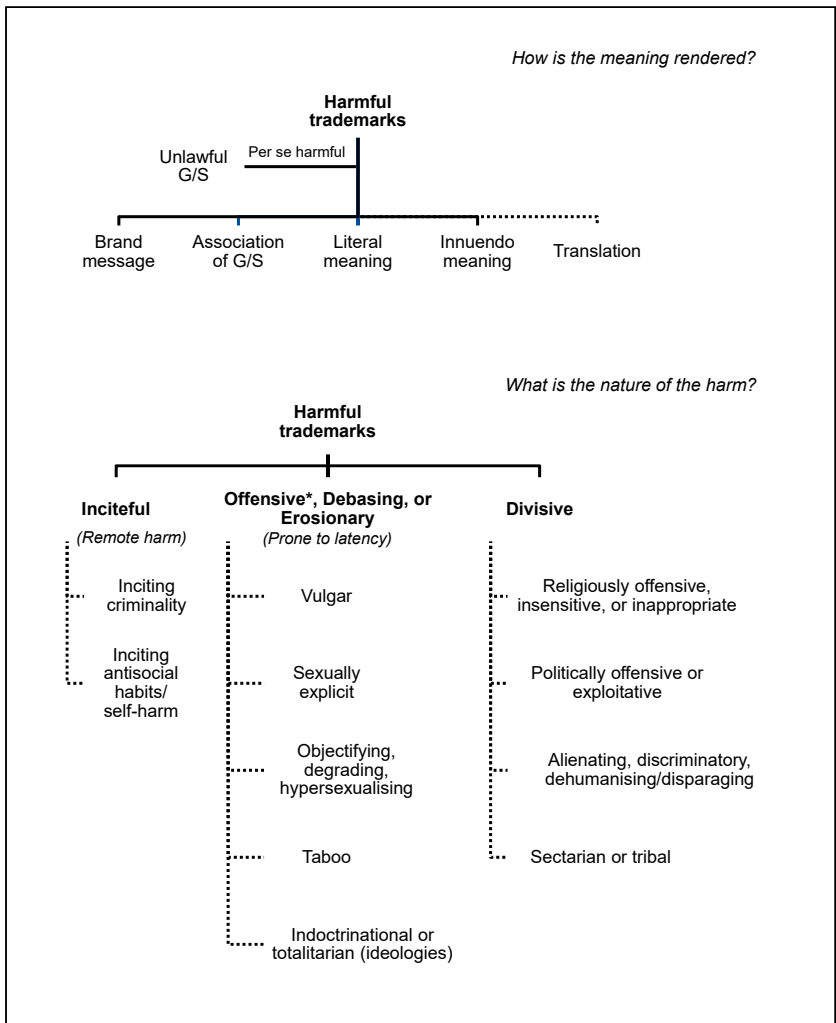 How is the meaning rendered?
Harmful
trademarks
Unlawful
G/S
Per se harmful
Brand
message
Association
of G/S
Literal
meaning
Innuendo
meaning
Translation
What is the nature of the harm?
Harmful
trademarks
Inciteful
(Remote harm)
Inciting
criminality
Inciting
antisocial
habits/
self-harm
Offensive*, Debasing, or
Erosionary
(Prone to latency)
Vulgar
Sexually
explicit
Objectifying,
degrading,
hypersexualising
Taboo
Indoctrinational or
totalitarian (ideologies)
Divisive
Religiously offensive,
insensitive, or inappropriate
Politically offensive or
exploitative
Alienating, discriminatory,
dehumanising/disparaging
Sectarian or tribal